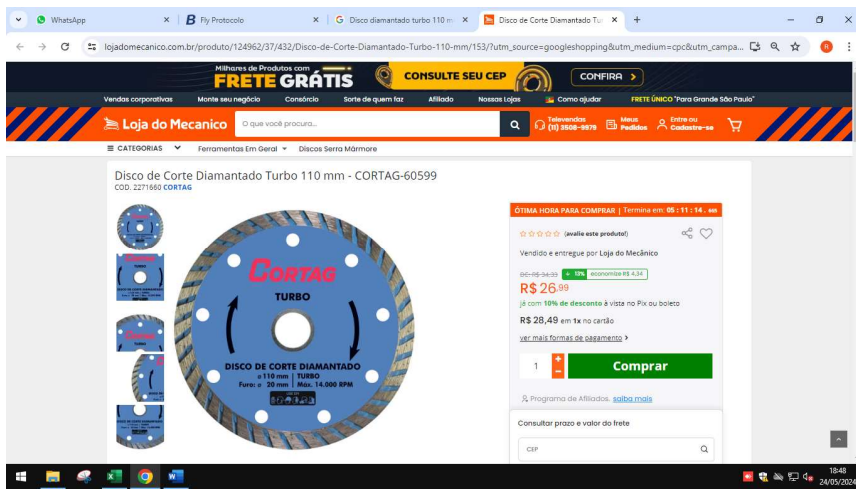 WhatsApp
Fly Protocolo
Disco diamantado turbo 110 m
Disco de Corte Diamantado Tu
lojadomecanico.com.br/produto/124962/37/432/Disco-de-Corte-Diamantado-Turbo-110-mm/153/?utm_source=googleshopping&utm_medium=cpc&utm_campa...
Milhares de Produtos com
FRETE GRÁTIS
CONSULTE SEU CEP
CONFIRA >
Vendas corporativas Monte seu negócio Consórcio Sorte de quem faz Afiliado Nossas Lojas Como ajudar FRETE ÚNICO "Para Grande São Paulo"
Loja do Mecanico
O que você procura...
Televendas
(11) 3508-9979
Meus
Pedidos
Entre ou
Cadastre-se
CATEGORIAS
Ferramentas Em Geral
Discos Serra Mármore
Disco de Corte Diamantado Turbo 110 mm - CORTAG-60599
COD. 2271660 CORTAG
CORTAG
TURBO
DISCO DE CORTE DIAMANTADO
ø 110 mm | TURBO
Furo: ø 20 mm | Máx. 14.000 RPM
ÓTIMA HORA PARA COMPRAR | Termina em: 05 : 11 : 14 .
(avalie este produto!)
Vendido e entregue por Loja do Mecânico
DE: R$ 34,33
13%
economize R$ 4,34
R$ 26,99
já com 10% de desconto à vista no Pix ou boleto
R$ 28,49 em 1x no cartão
ver mais formas de pagamento >
1
+
-
Comprar
Programa de Afiliados. saiba mais
Consultar prazo e valor do frete
CEP
18:48
24/05/2024